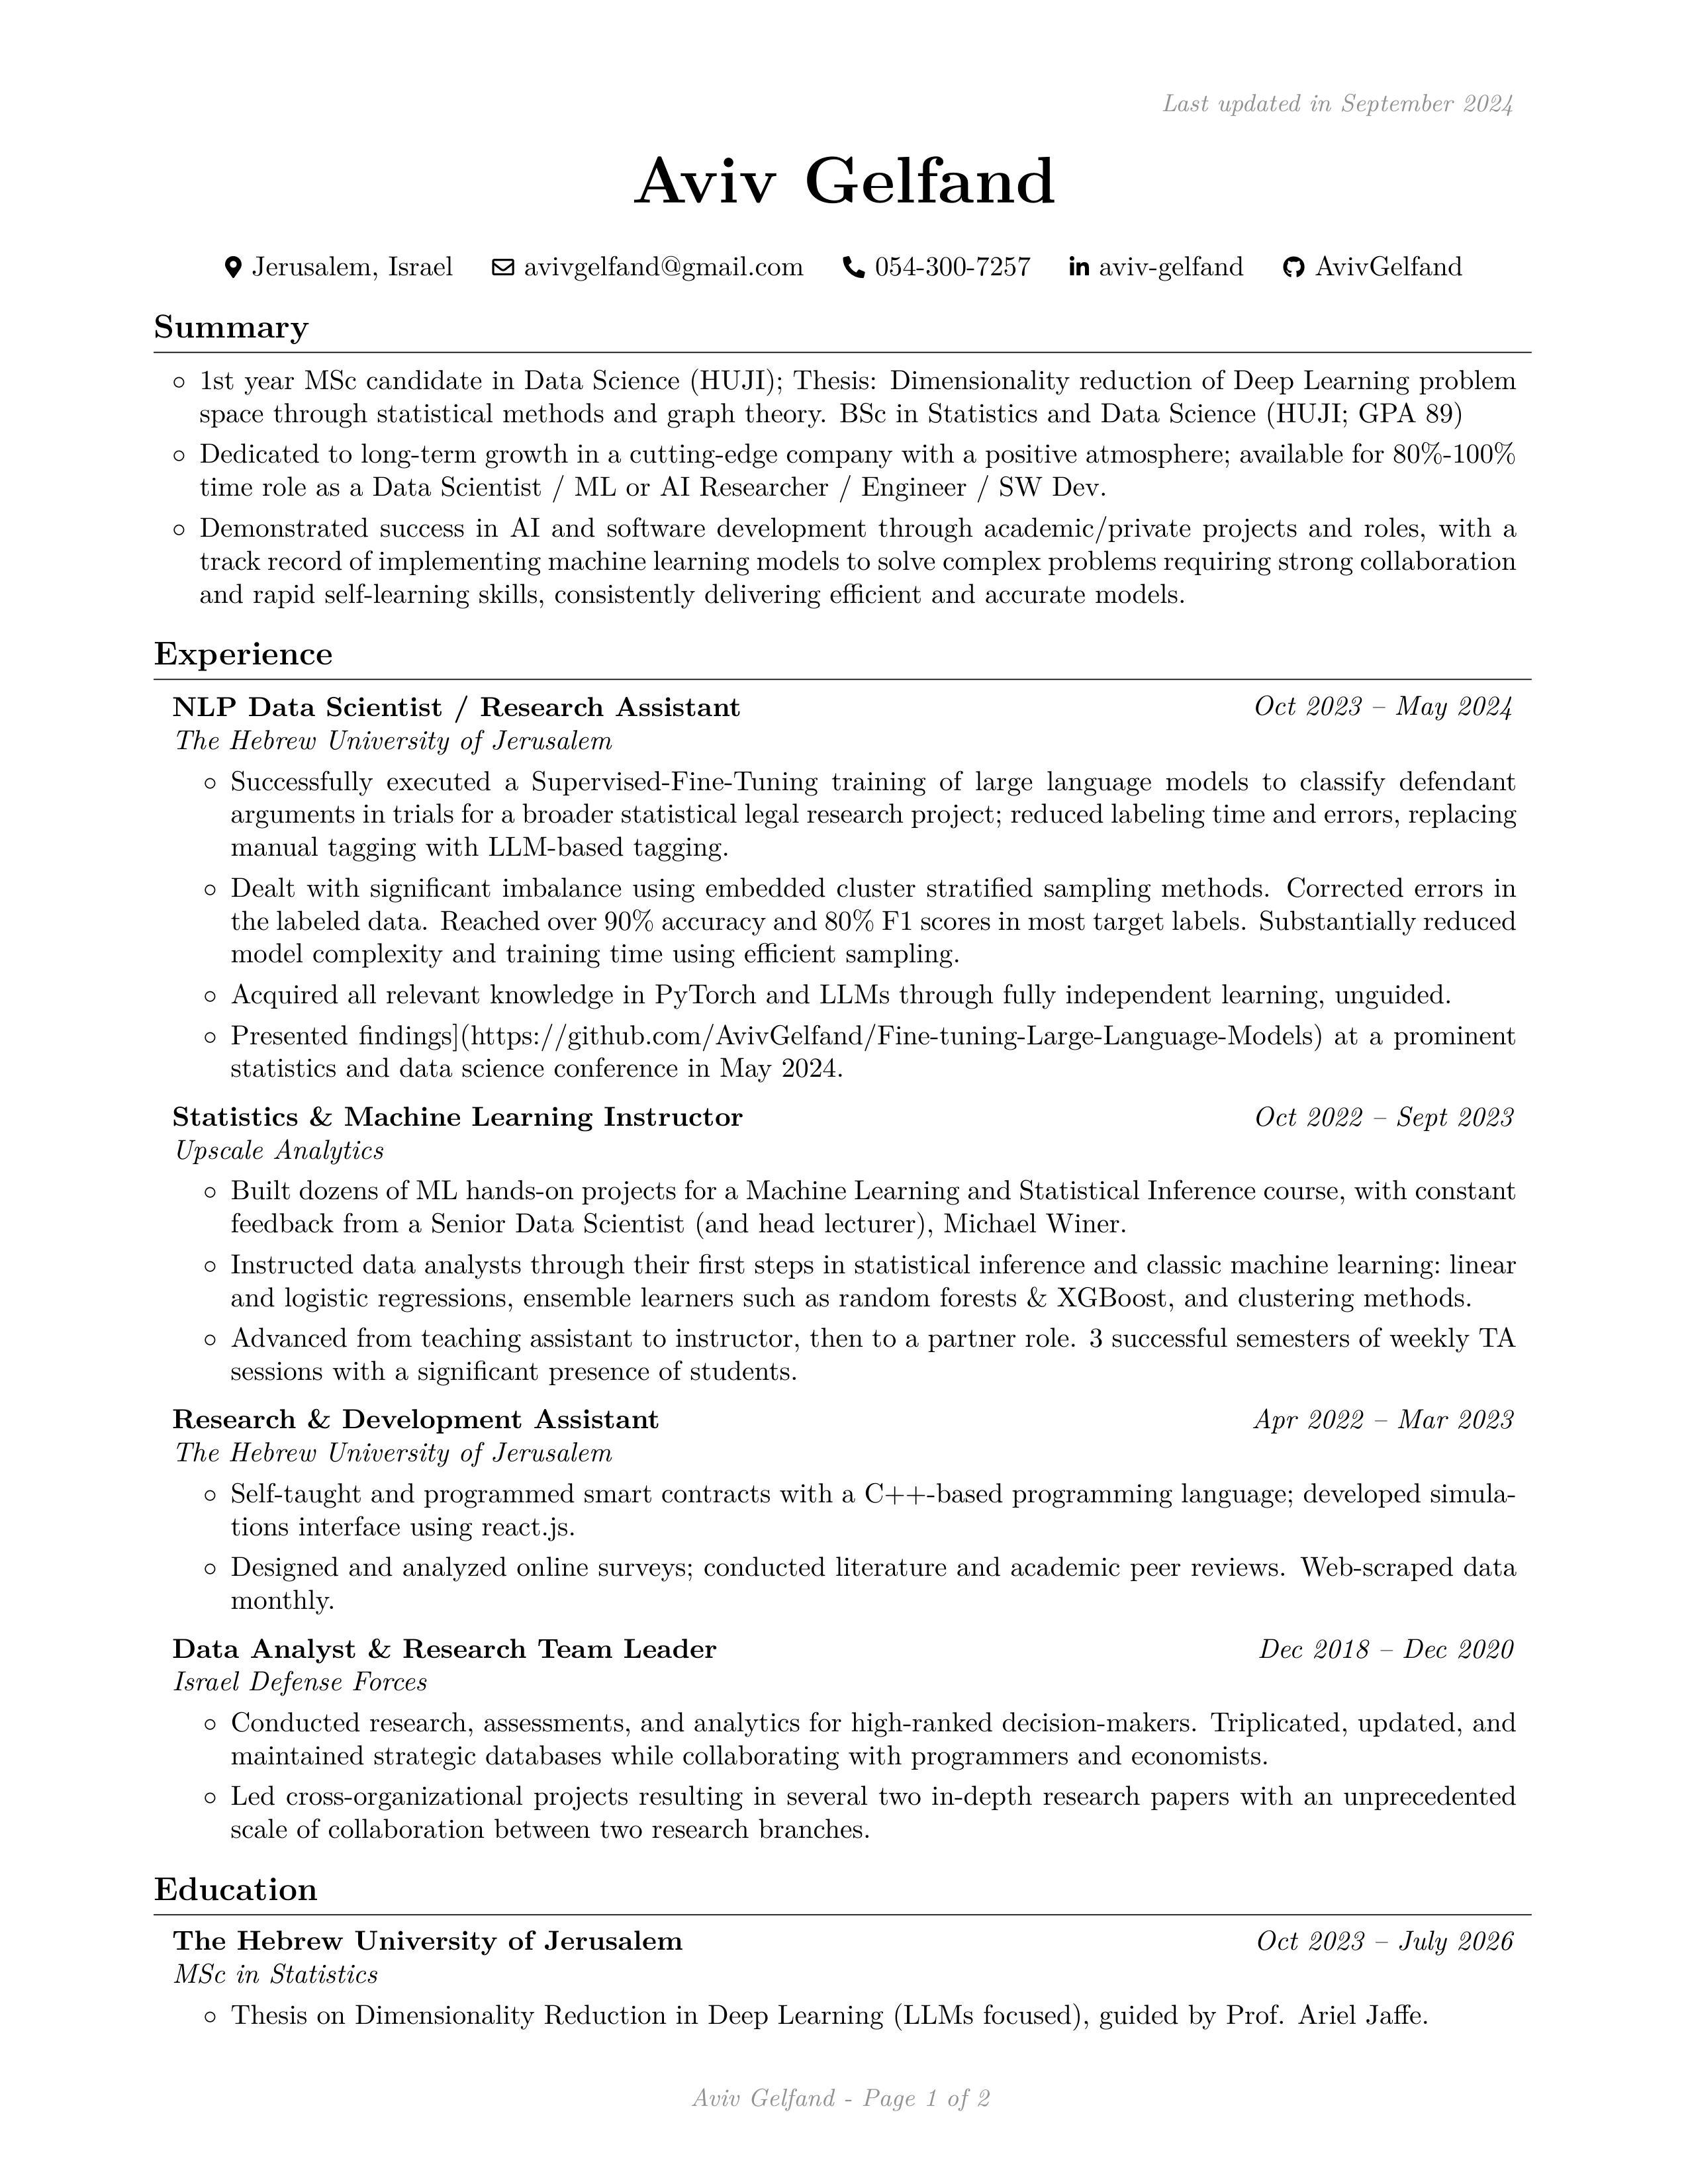 Last updated in September 2024
Aviv Gelfand
Jerusalem, Israel avivgelfand@gmail.com 054-300-7257 aviv-gelfand AvivGelfand
Summary
◦ 1st year MSc candidate in Data Science (HUJI); Thesis: Dimensionality reduction of Deep Learning problem
space through statistical methods and graph theory. BSc in Statistics and Data Science (HUJI; GPA 89)
◦ Dedicated to long-term growth in a cutting-edge company with a positive atmosphere; available for 80%-100%
time role as a Data Scientist / ML or AI Researcher / Engineer / SW Dev.
◦ Demonstrated success in AI and software development through academic/private projects and roles, with a
track record of implementing machine learning models to solve complex problems requiring strong collaboration
and rapid self-learning skills, consistently delivering efficient and accurate models.
Experience
NLP Data Scientist / Research Assistant Oct 2023 – May 2024
The Hebrew University of Jerusalem
◦ Successfully executed a Supervised-Fine-Tuning training of large language models to classify defendant
arguments in trials for a broader statistical legal research project; reduced labeling time and errors, replacing
manual tagging with LLM-based tagging.
◦ Dealt with significant imbalance using embedded cluster stratified sampling methods. Corrected errors in
the labeled data. Reached over 90% accuracy and 80% F1 scores in most target labels. Substantially reduced
model complexity and training time using efficient sampling.
◦ Acquired all relevant knowledge in PyTorch and LLMs through fully independent learning, unguided.
◦ Presented findings](https://github.com/AvivGelfand/Fine-tuning-Large-Language-Models) at a prominent
statistics and data science conference in May 2024.
Statistics & Machine Learning Instructor Oct 2022 – Sept 2023
Upscale Analytics
◦ Built dozens of ML hands-on projects for a Machine Learning and Statistical Inference course, with constant
feedback from a Senior Data Scientist (and head lecturer), Michael Winer.
◦ Instructed data analysts through their first steps in statistical inference and classic machine learning: linear
and logistic regressions, ensemble learners such as random forests & XGBoost, and clustering methods.
◦ Advanced from teaching assistant to instructor, then to a partner role. 3 successful semesters of weekly TA
sessions with a significant presence of students.
Research & Development Assistant Apr 2022 – Mar 2023
The Hebrew University of Jerusalem
◦ Self-taught and programmed smart contracts with a C++-based programming language; developed simula-
tions interface using react.js.
◦ Designed and analyzed online surveys; conducted literature and academic peer reviews. Web-scraped data
monthly.
Data Analyst & Research Team Leader Dec 2018 – Dec 2020
Israel Defense Forces
◦ Conducted research, assessments, and analytics for high-ranked decision-makers. Triplicated, updated, and
maintained strategic databases while collaborating with programmers and economists.
◦ Led cross-organizational projects resulting in several two in-depth research papers with an unprecedented
scale of collaboration between two research branches.
Education
The Hebrew University of Jerusalem Oct 2023 – July 2026
MSc in Statistics
◦ Thesis on Dimensionality Reduction in Deep Learning (LLMs focused), guided by Prof. Ariel Jaffe.
Aviv Gelfand - Page 1 of 2